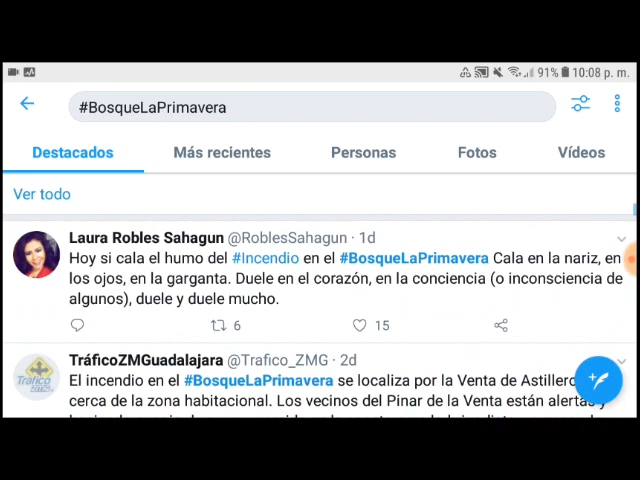 91% 10:08 p. m.
#BosqueLaPrimavera
Destacados Más recientes Personas Fotos Vídeos
Ver todo
Laura Robles Sahagun @RoblesSahagun · 1d
Hoy si cala el humo del #Incendio en el #BosqueLaPrimavera Cala en la nariz, en
los ojos, en la garganta. Duele en el corazón, en la conciencia (o inconsciencia de
algunos), duele y duele mucho.
6 15
TráficoZMGuadalajara @Trafico_ZMG · 2d
El incendio en el #BosqueLaPrimavera se localiza por la Venta de Astillero
cerca de la zona habitacional. Los vecinos del Pinar de la Venta están alertas y